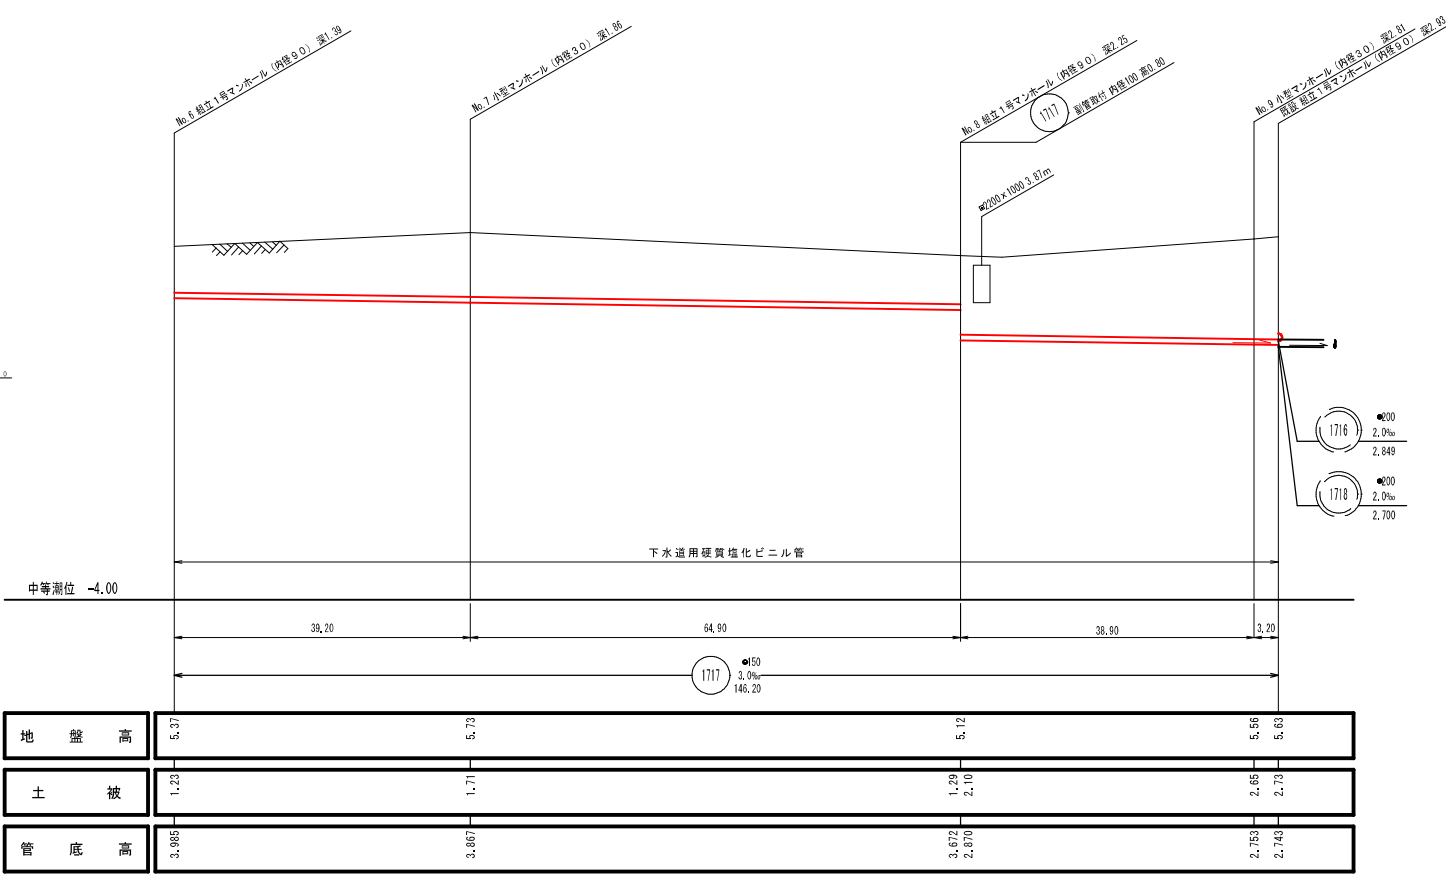 No.6 組立1号マンホール（内径90） 深1.39
No.7 小型マンホール（内径30） 深1.86
No.8 組立1号マンホール（内径90） 深2.25
1717 副管取付 内径100 高0.80
No.9 小型マンホール（内径30） 深2.81
既設 組立1号マンホール（内径90） 深2.93
2200×1000 3.87m
0
1716
200
2.0‰
2.849
1718
200
2.0‰
2.700
下水道用硬質塩化ビニル管
中等潮位 -4.00
39.20 64.90 38.90 3.20
1717
150
3.0‰
146.20
地盤高 5.37 5.73 5.12 5.56 5.63
土被 1.23 1.71 1.29 2.10 2.65 2.73
管底高 3.985 3.867 3.672 2.870 2.753 2.743